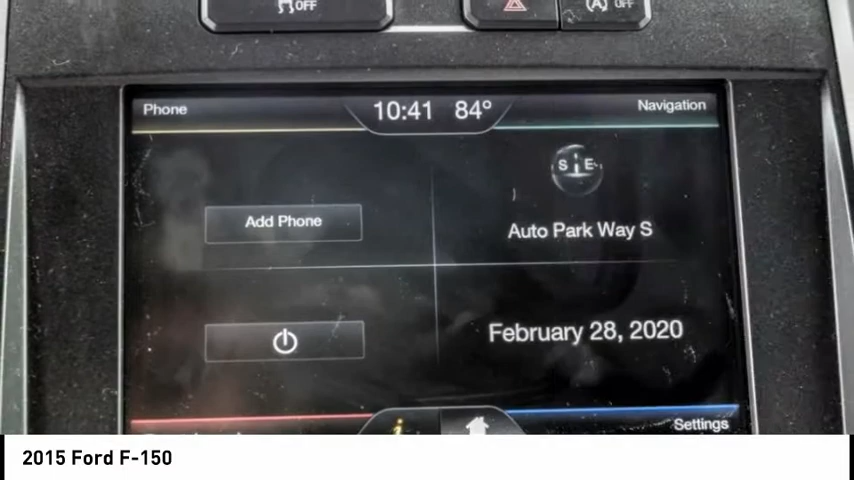 OFF
(A) OFF
Phone
10:41 84°
Navigation
S E
Add Phone
Auto Park Way S
February 28, 2020
i
Settings
2015 Ford F-150